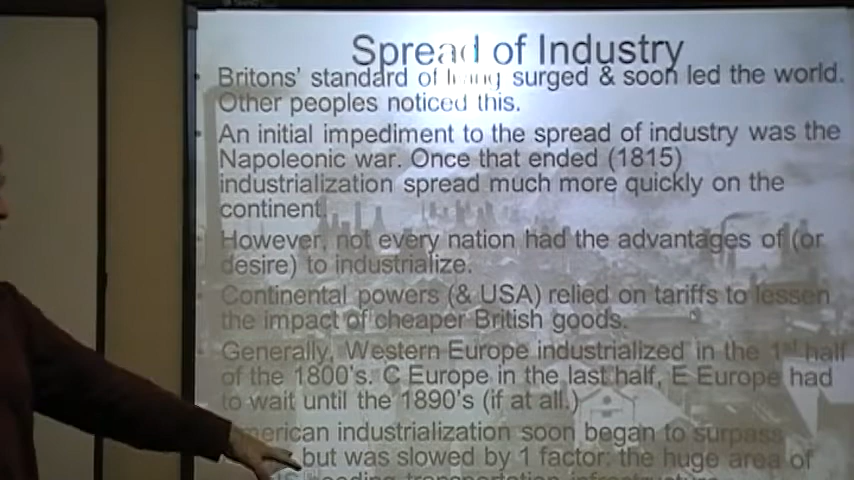 Spread of Industry
• Britons' standard of living surged & soon led the world.
Other peoples noticed this.
• An initial impediment to the spread of industry was the
Napoleonic war. Once that ended (1815)
industrialization spread much more quickly on the
continent.
• However, not every nation had the advantages of (or
desire) to industrialize.
• Continental powers (& USA) relied on tariffs to lessen
the impact of cheaper British goods.
• Generally, Western Europe industrialized in the 1st half
of the 1800's. C Europe in the last half, E Europe had
to wait until the 1890's (if at all.)
American industrialization soon began to surpass
but was slowed by 1 factor: the huge area of
needing transportation infrastructure